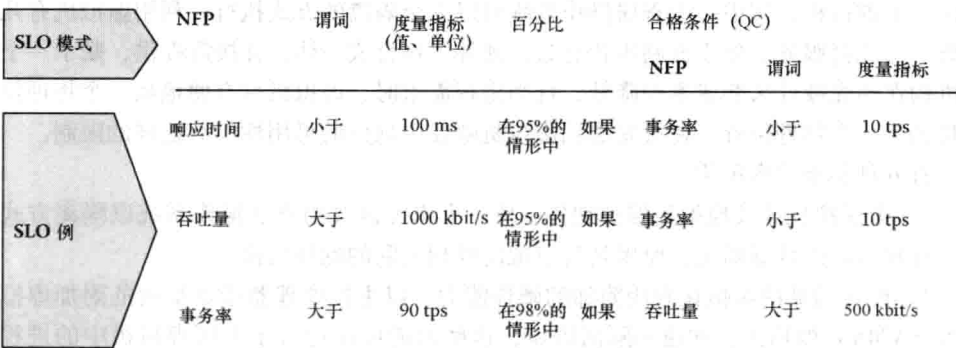 NFP 谓词 度量指标 (值、单位) 百分比 合格条件（QC）
SLO 模式
NFP 谓词 度量指标
响应时间 小于 100 ms 在95%的情形中 如果 事务率 小于 10 tps
SLO 例
吞吐量 大于 1000 kbit/s 在95%的情形中 如果 事务率 小于 10 tps
事务率 大于 90 tps 在98%的情形中 如果 吞吐量 大于 500 kbit/s